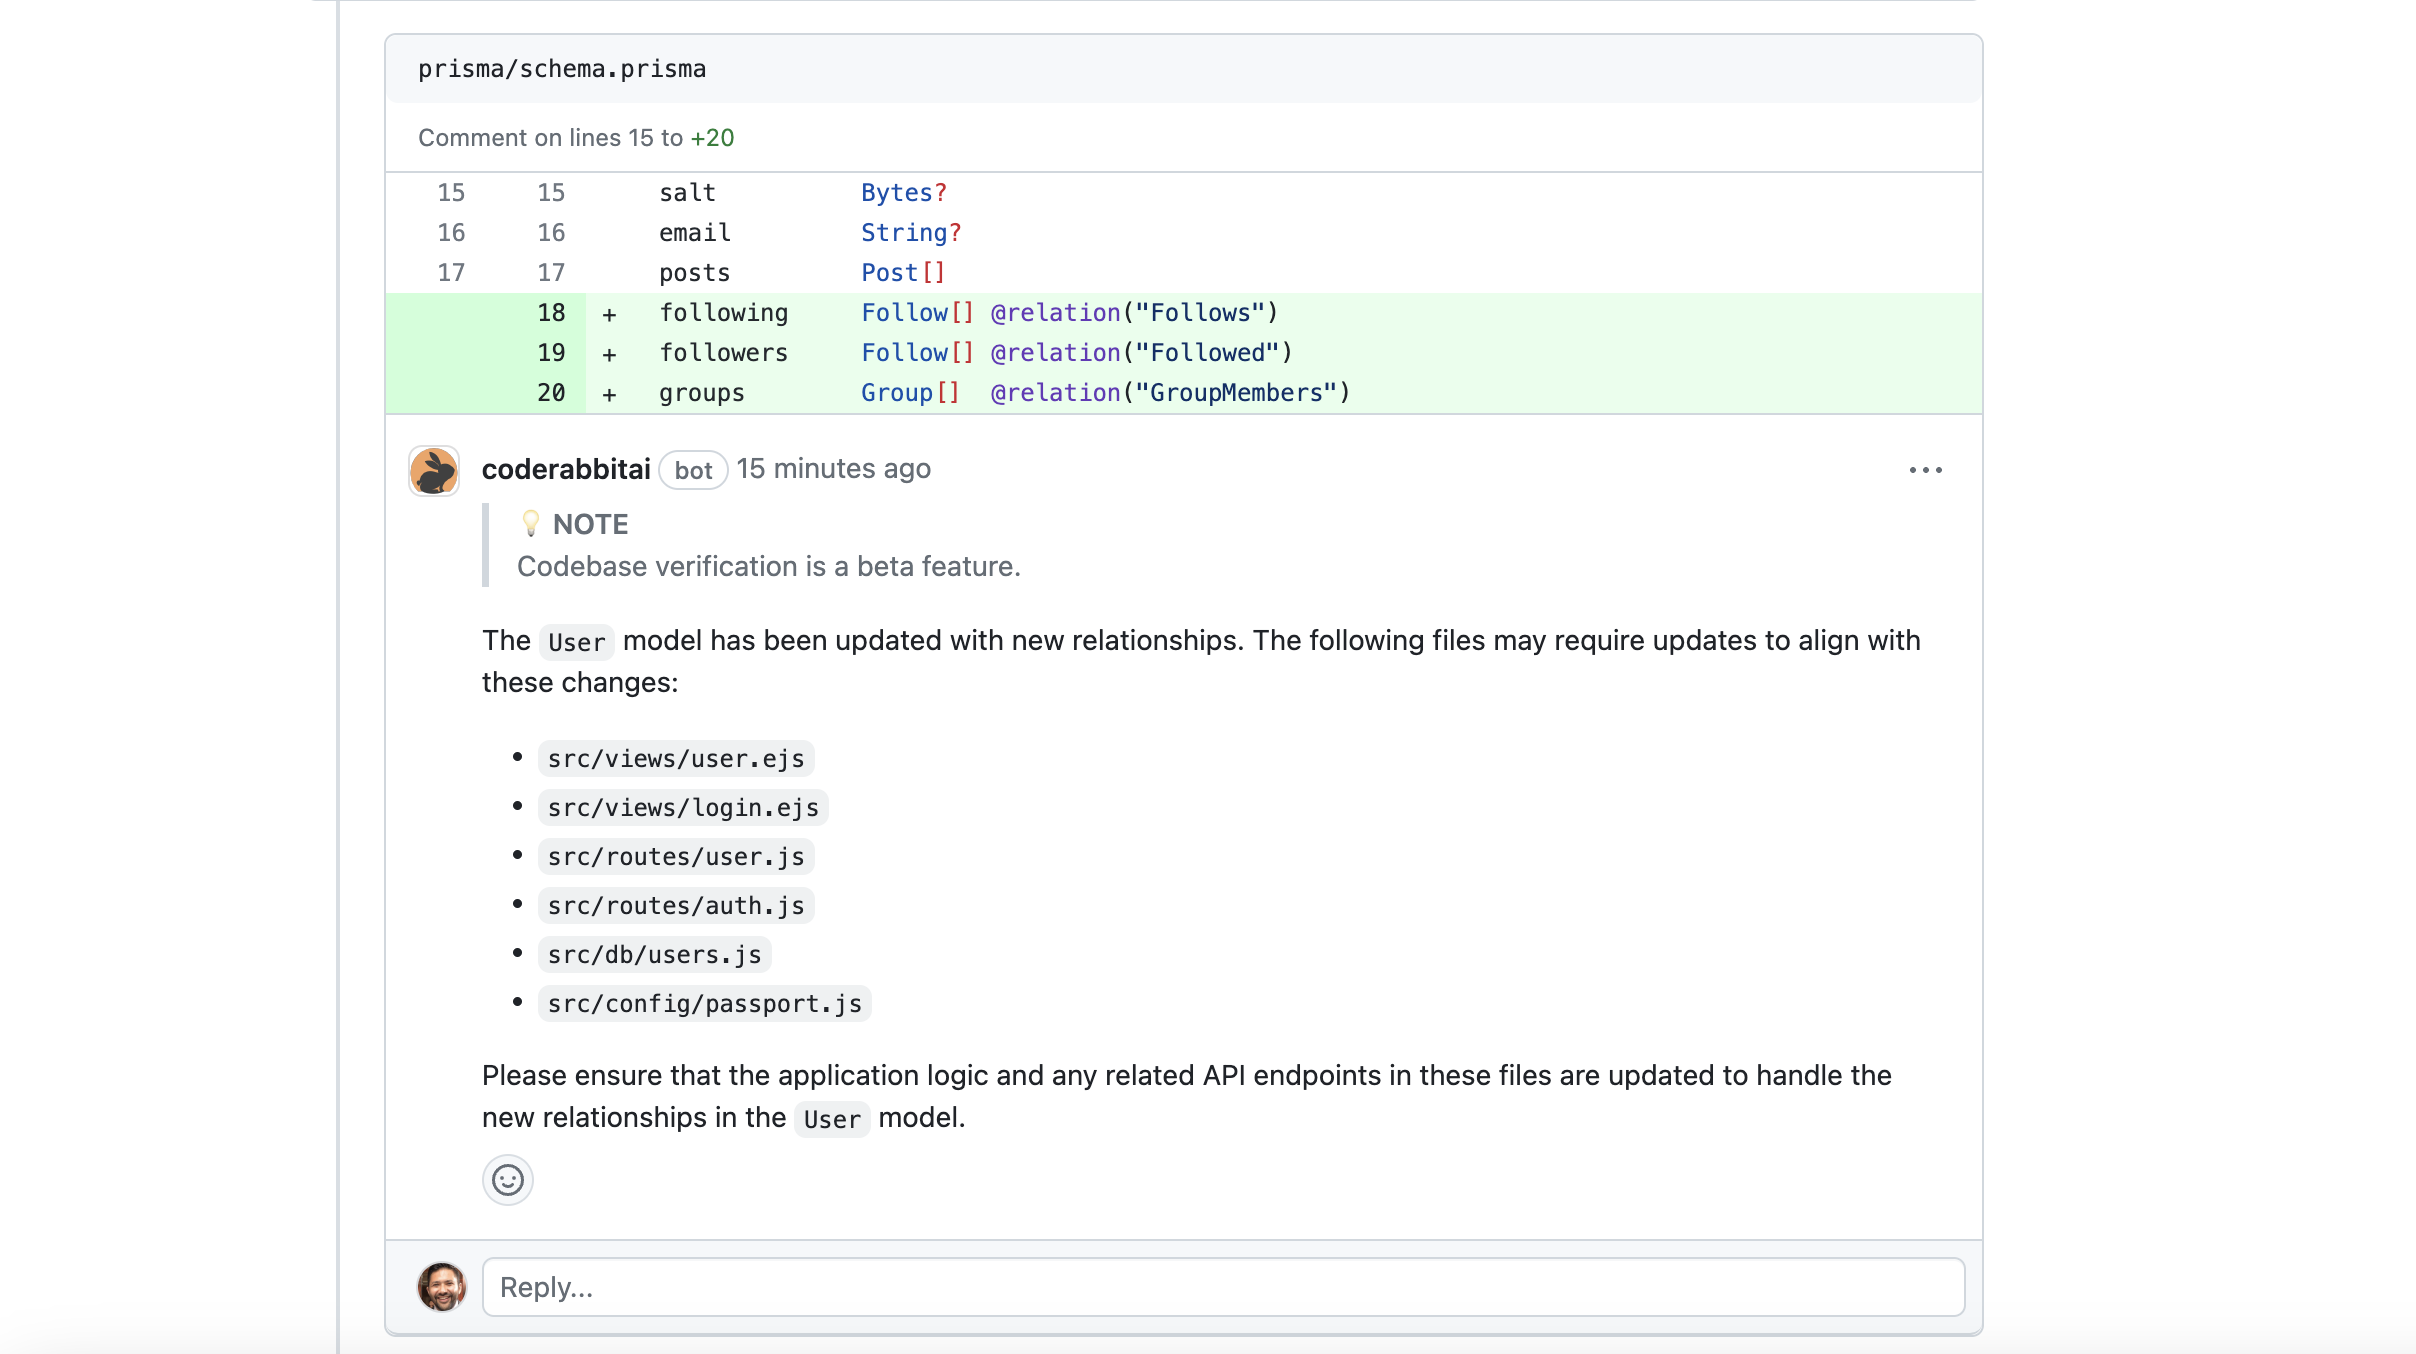 prisma/schema.prisma
Comment on lines 15 to +20
15 15 salt Bytes?
16 16 email String?
17 17 posts Post[]
18 + following Follow[] @relation("Follows")
19 + followers Follow[] @relation("Followed")
20 + groups Group[] @relation("GroupMembers")
coderabbitai bot 15 minutes ago
NOTE
Codebase verification is a beta feature.
The User model has been updated with new relationships. The following files may require updates to align with
these changes:
• src/views/user.ejs
• src/views/login.ejs
• src/routes/user.js
• src/routes/auth.js
• src/db/users.js
• src/config/passport.js
Please ensure that the application logic and any related API endpoints in these files are updated to handle the
new relationships in the User model.
Reply...